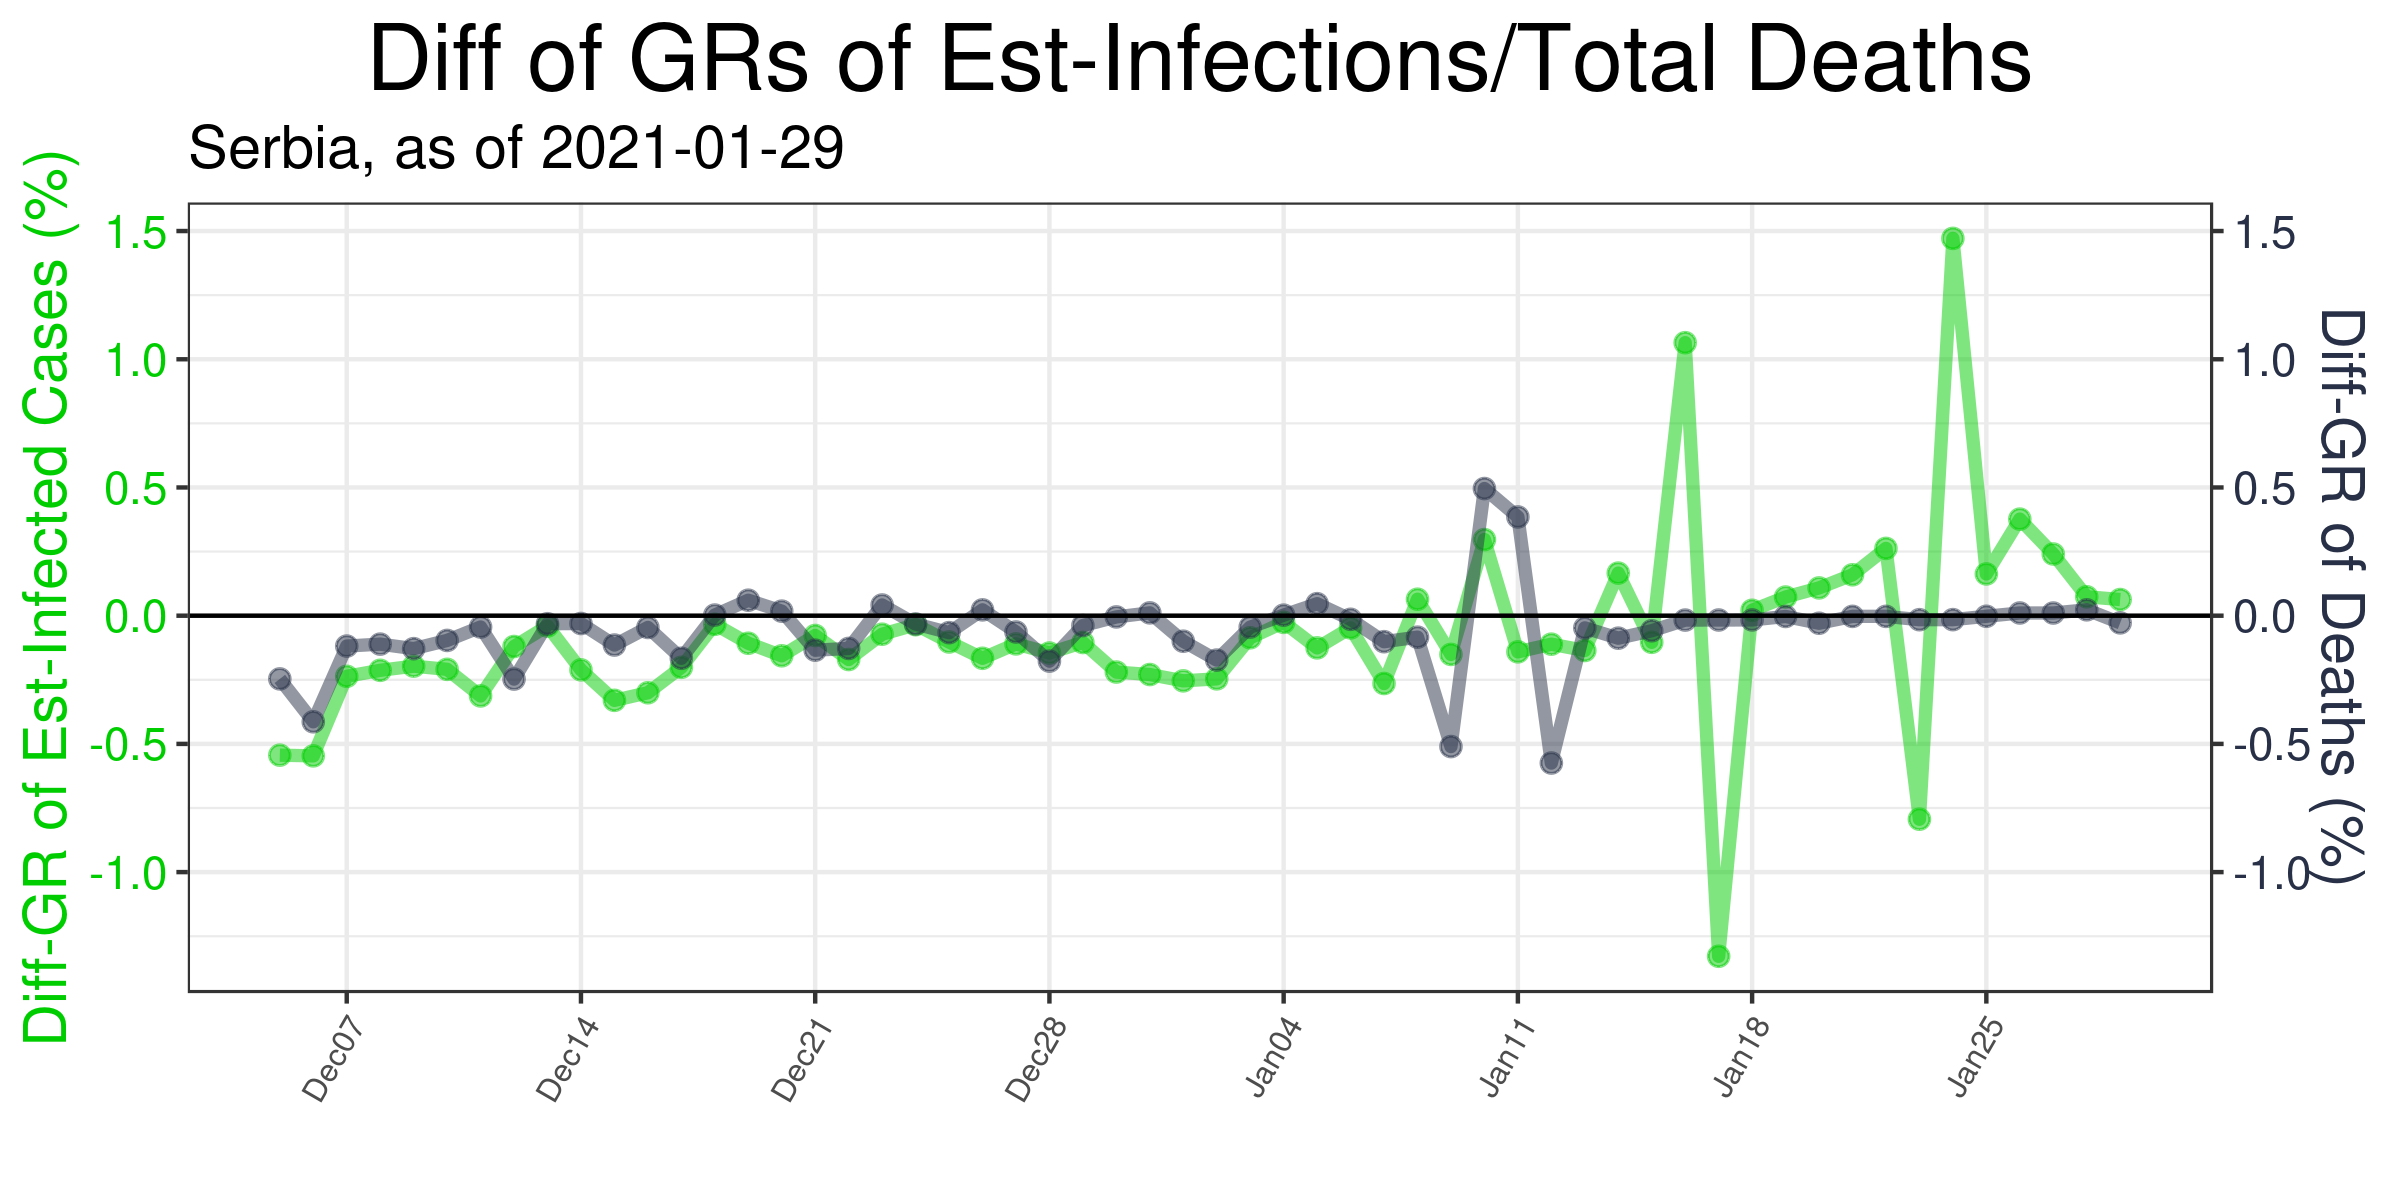 Diff of GRs of Est-Infections/Total Deaths
Serbia, as of 2021-01-29
Diff-GR of Est-Infected Cases (%)
1.5
1.0
0.5
0.0
-0.5
-1.0
1.5
1.0
0.5
0.0
-0.5
-1.0
Diff-GR of Deaths (%)
Dec07
Dec14
Dec21
Dec28
Jan04
Jan11
Jan18
Jan25